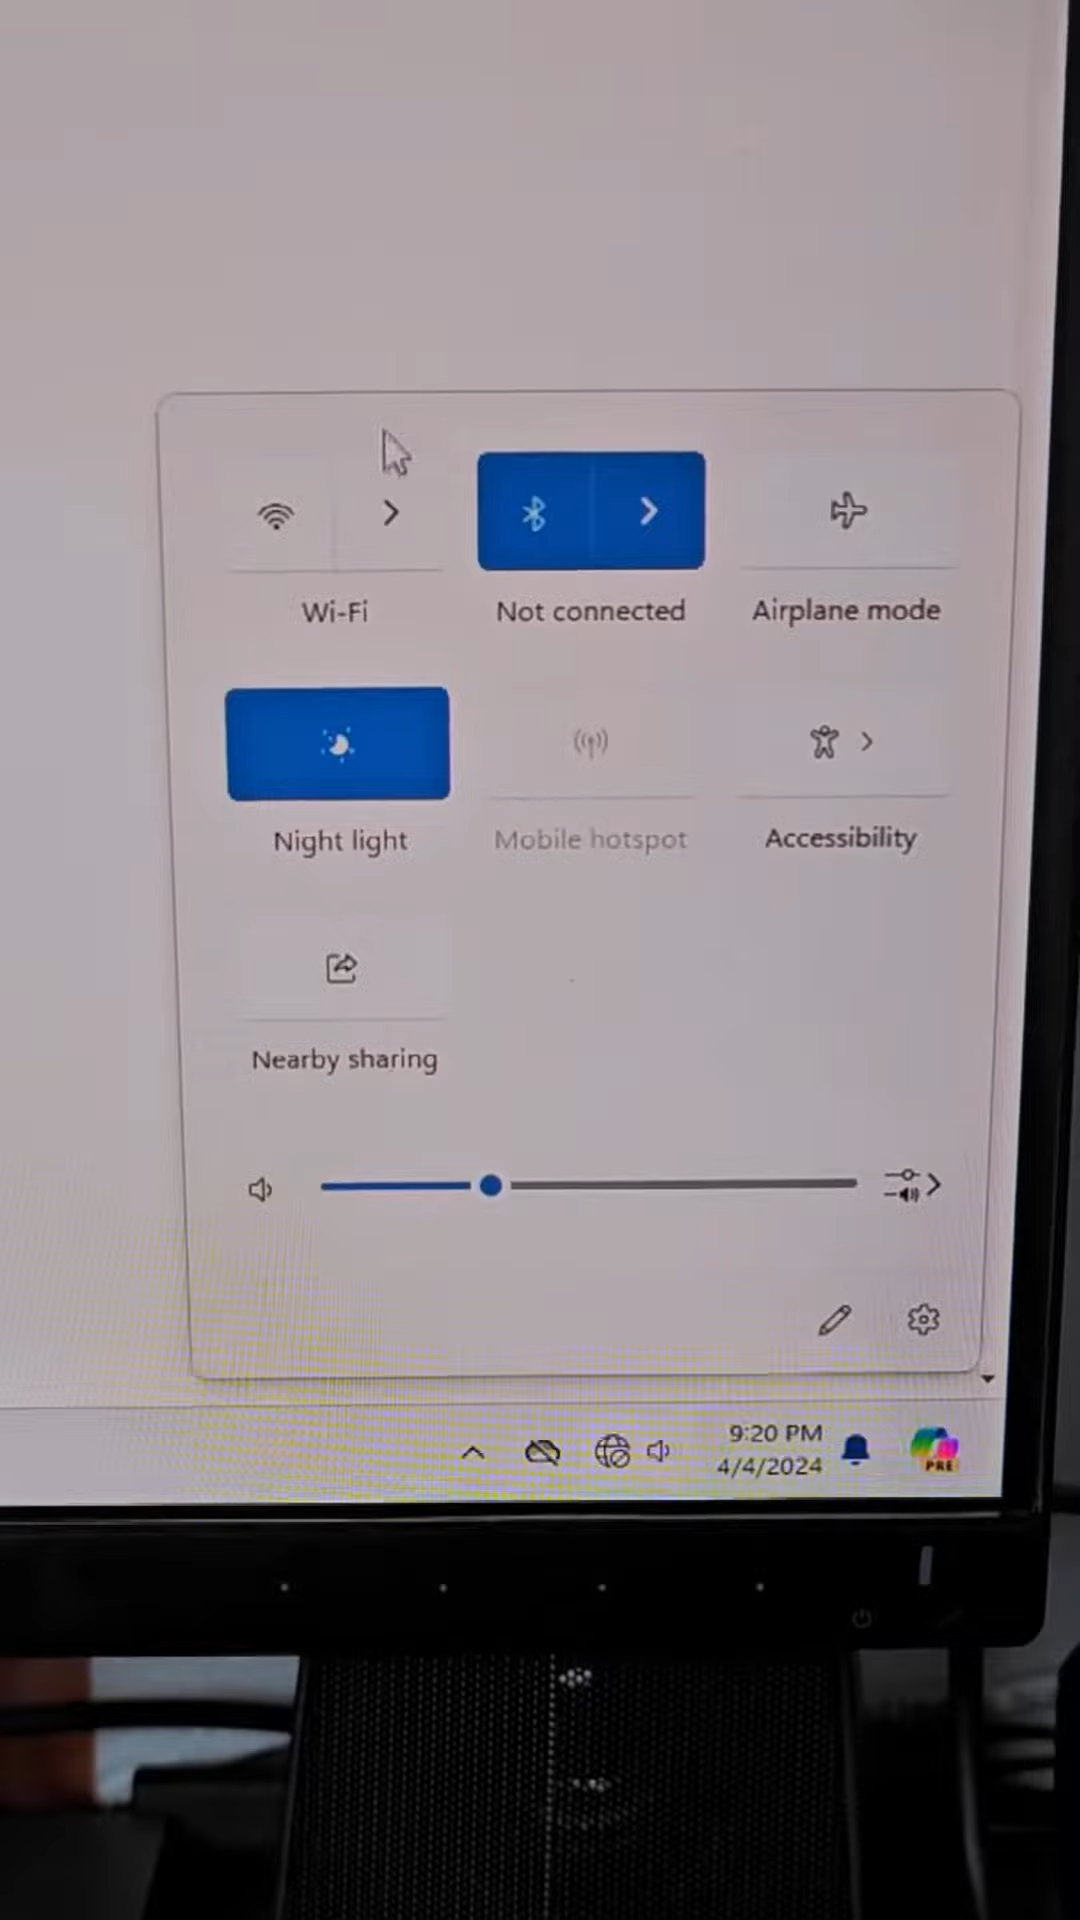 Wi-Fi
Not connected
Airplane mode
Night light
Mobile hotspot
Accessibility
Nearby sharing
9:20 PM
4/4/2024
PRE